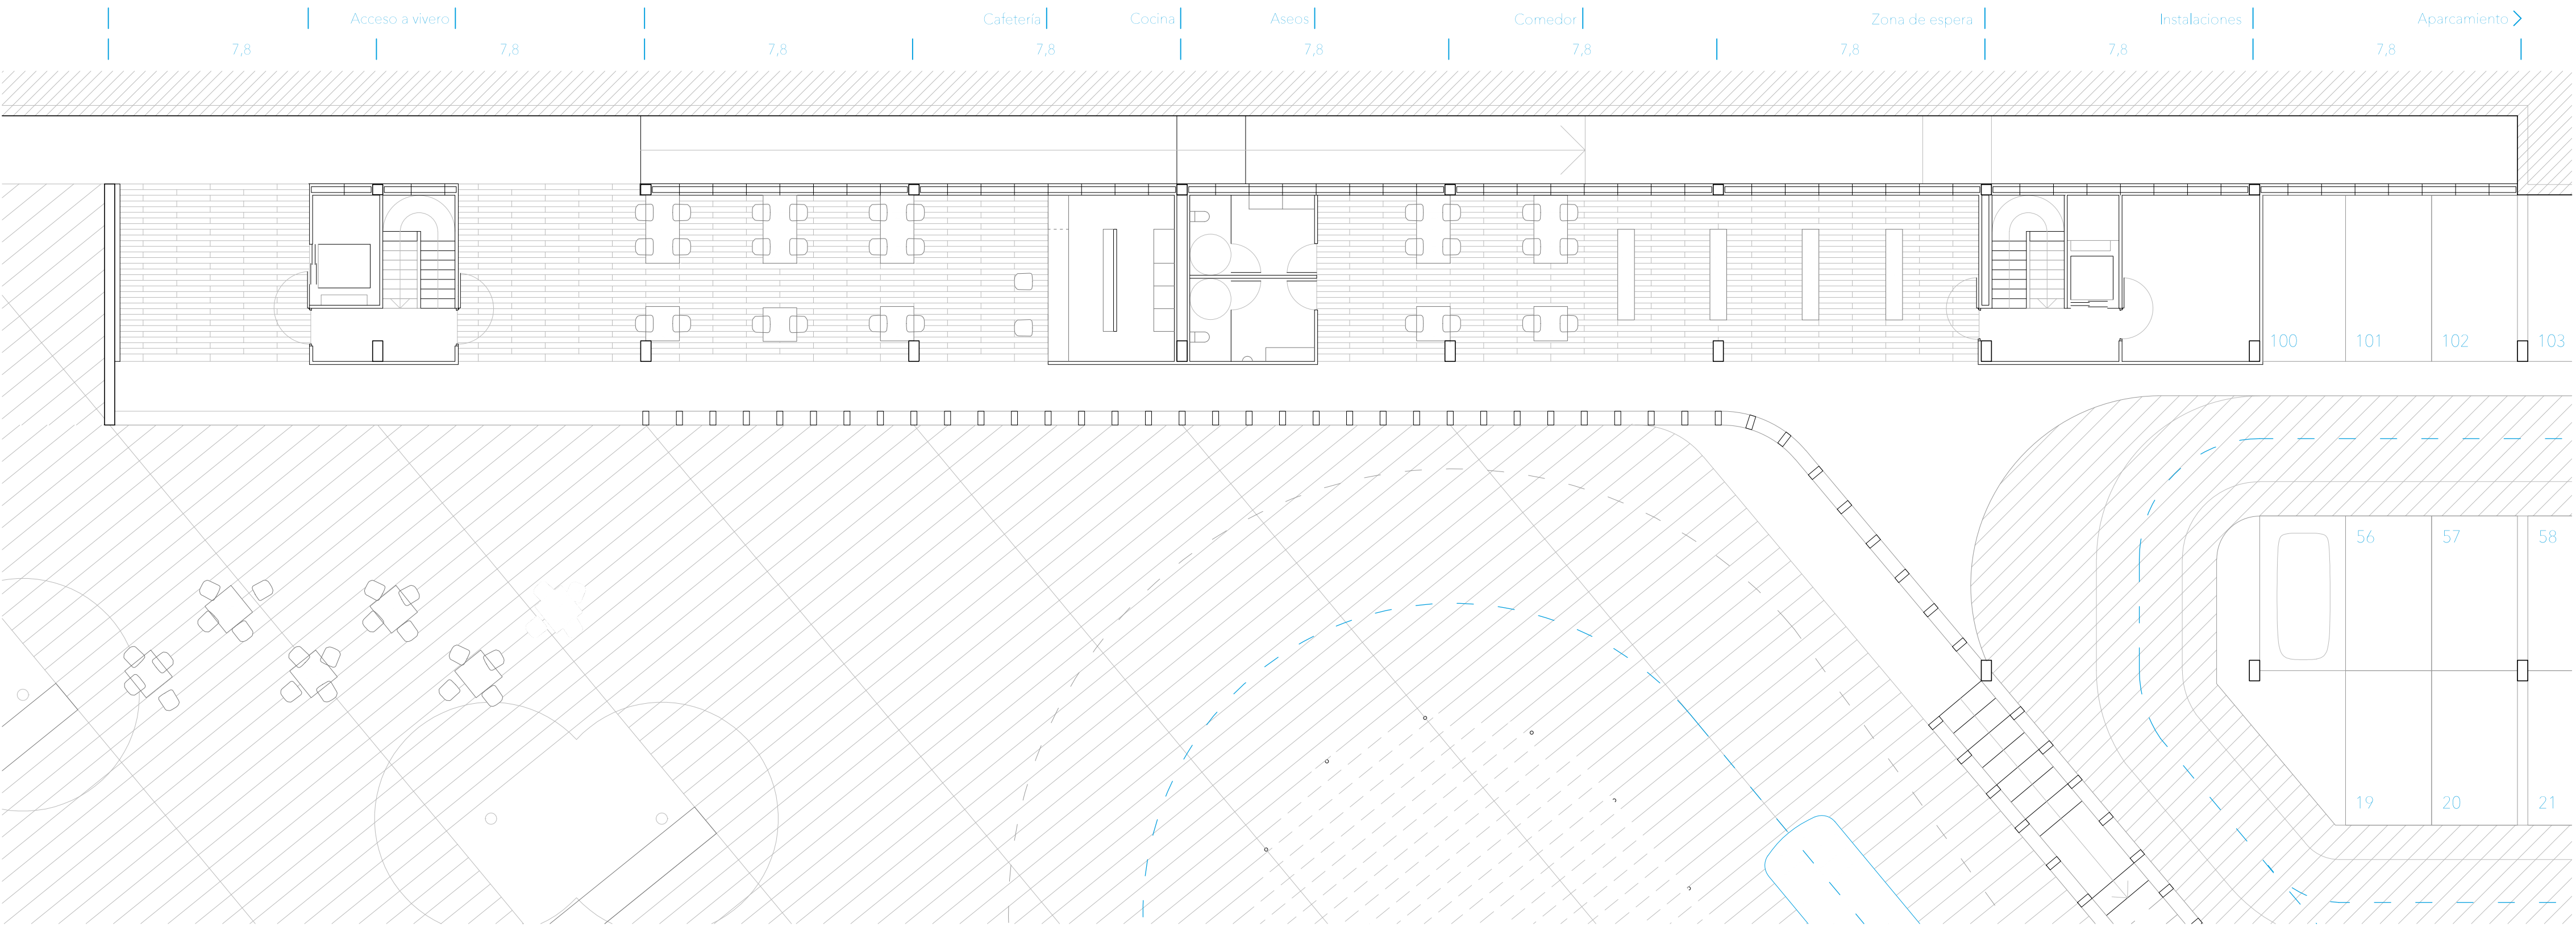 Acceso a vivero Cafetería Cocina Aseos Comedor Zona de espera Instalaciones Aparcamiento
7,8 7,8 7,8 7,8 7,8 7,8 7,8 7,8 7,8
100 101 102 103
56 57 58
19 20 21